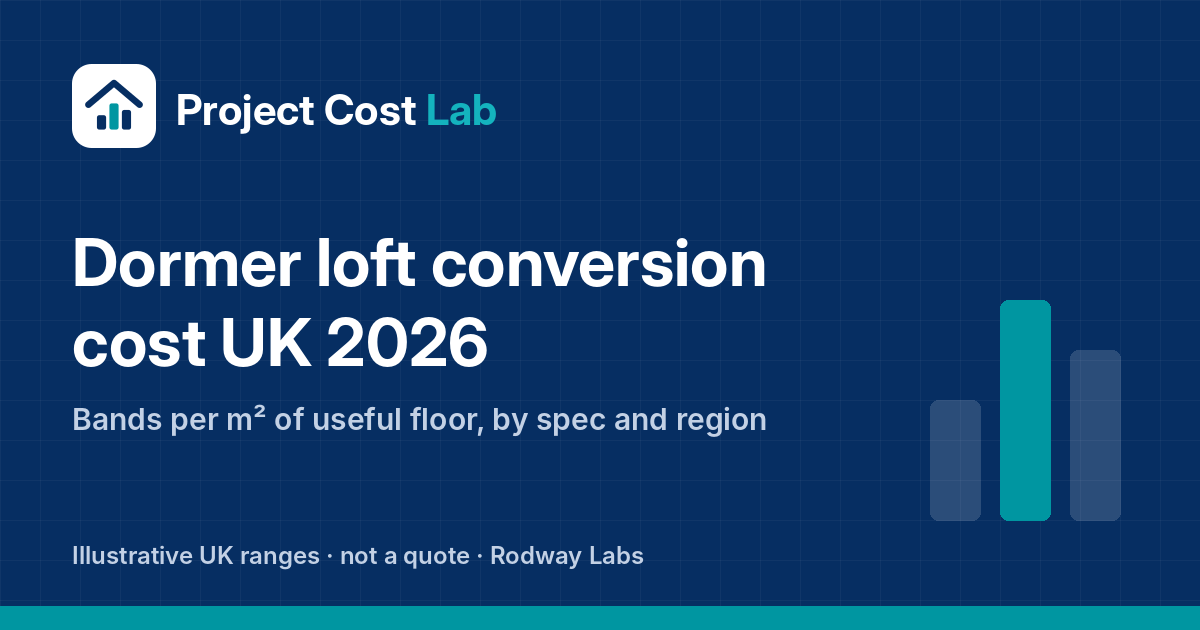 Project Cost Lab
Dormer loft conversion
cost UK 2026
Bands per m² of useful floor, by spec and region
Illustrative UK ranges · not a quote · Rodway Labs